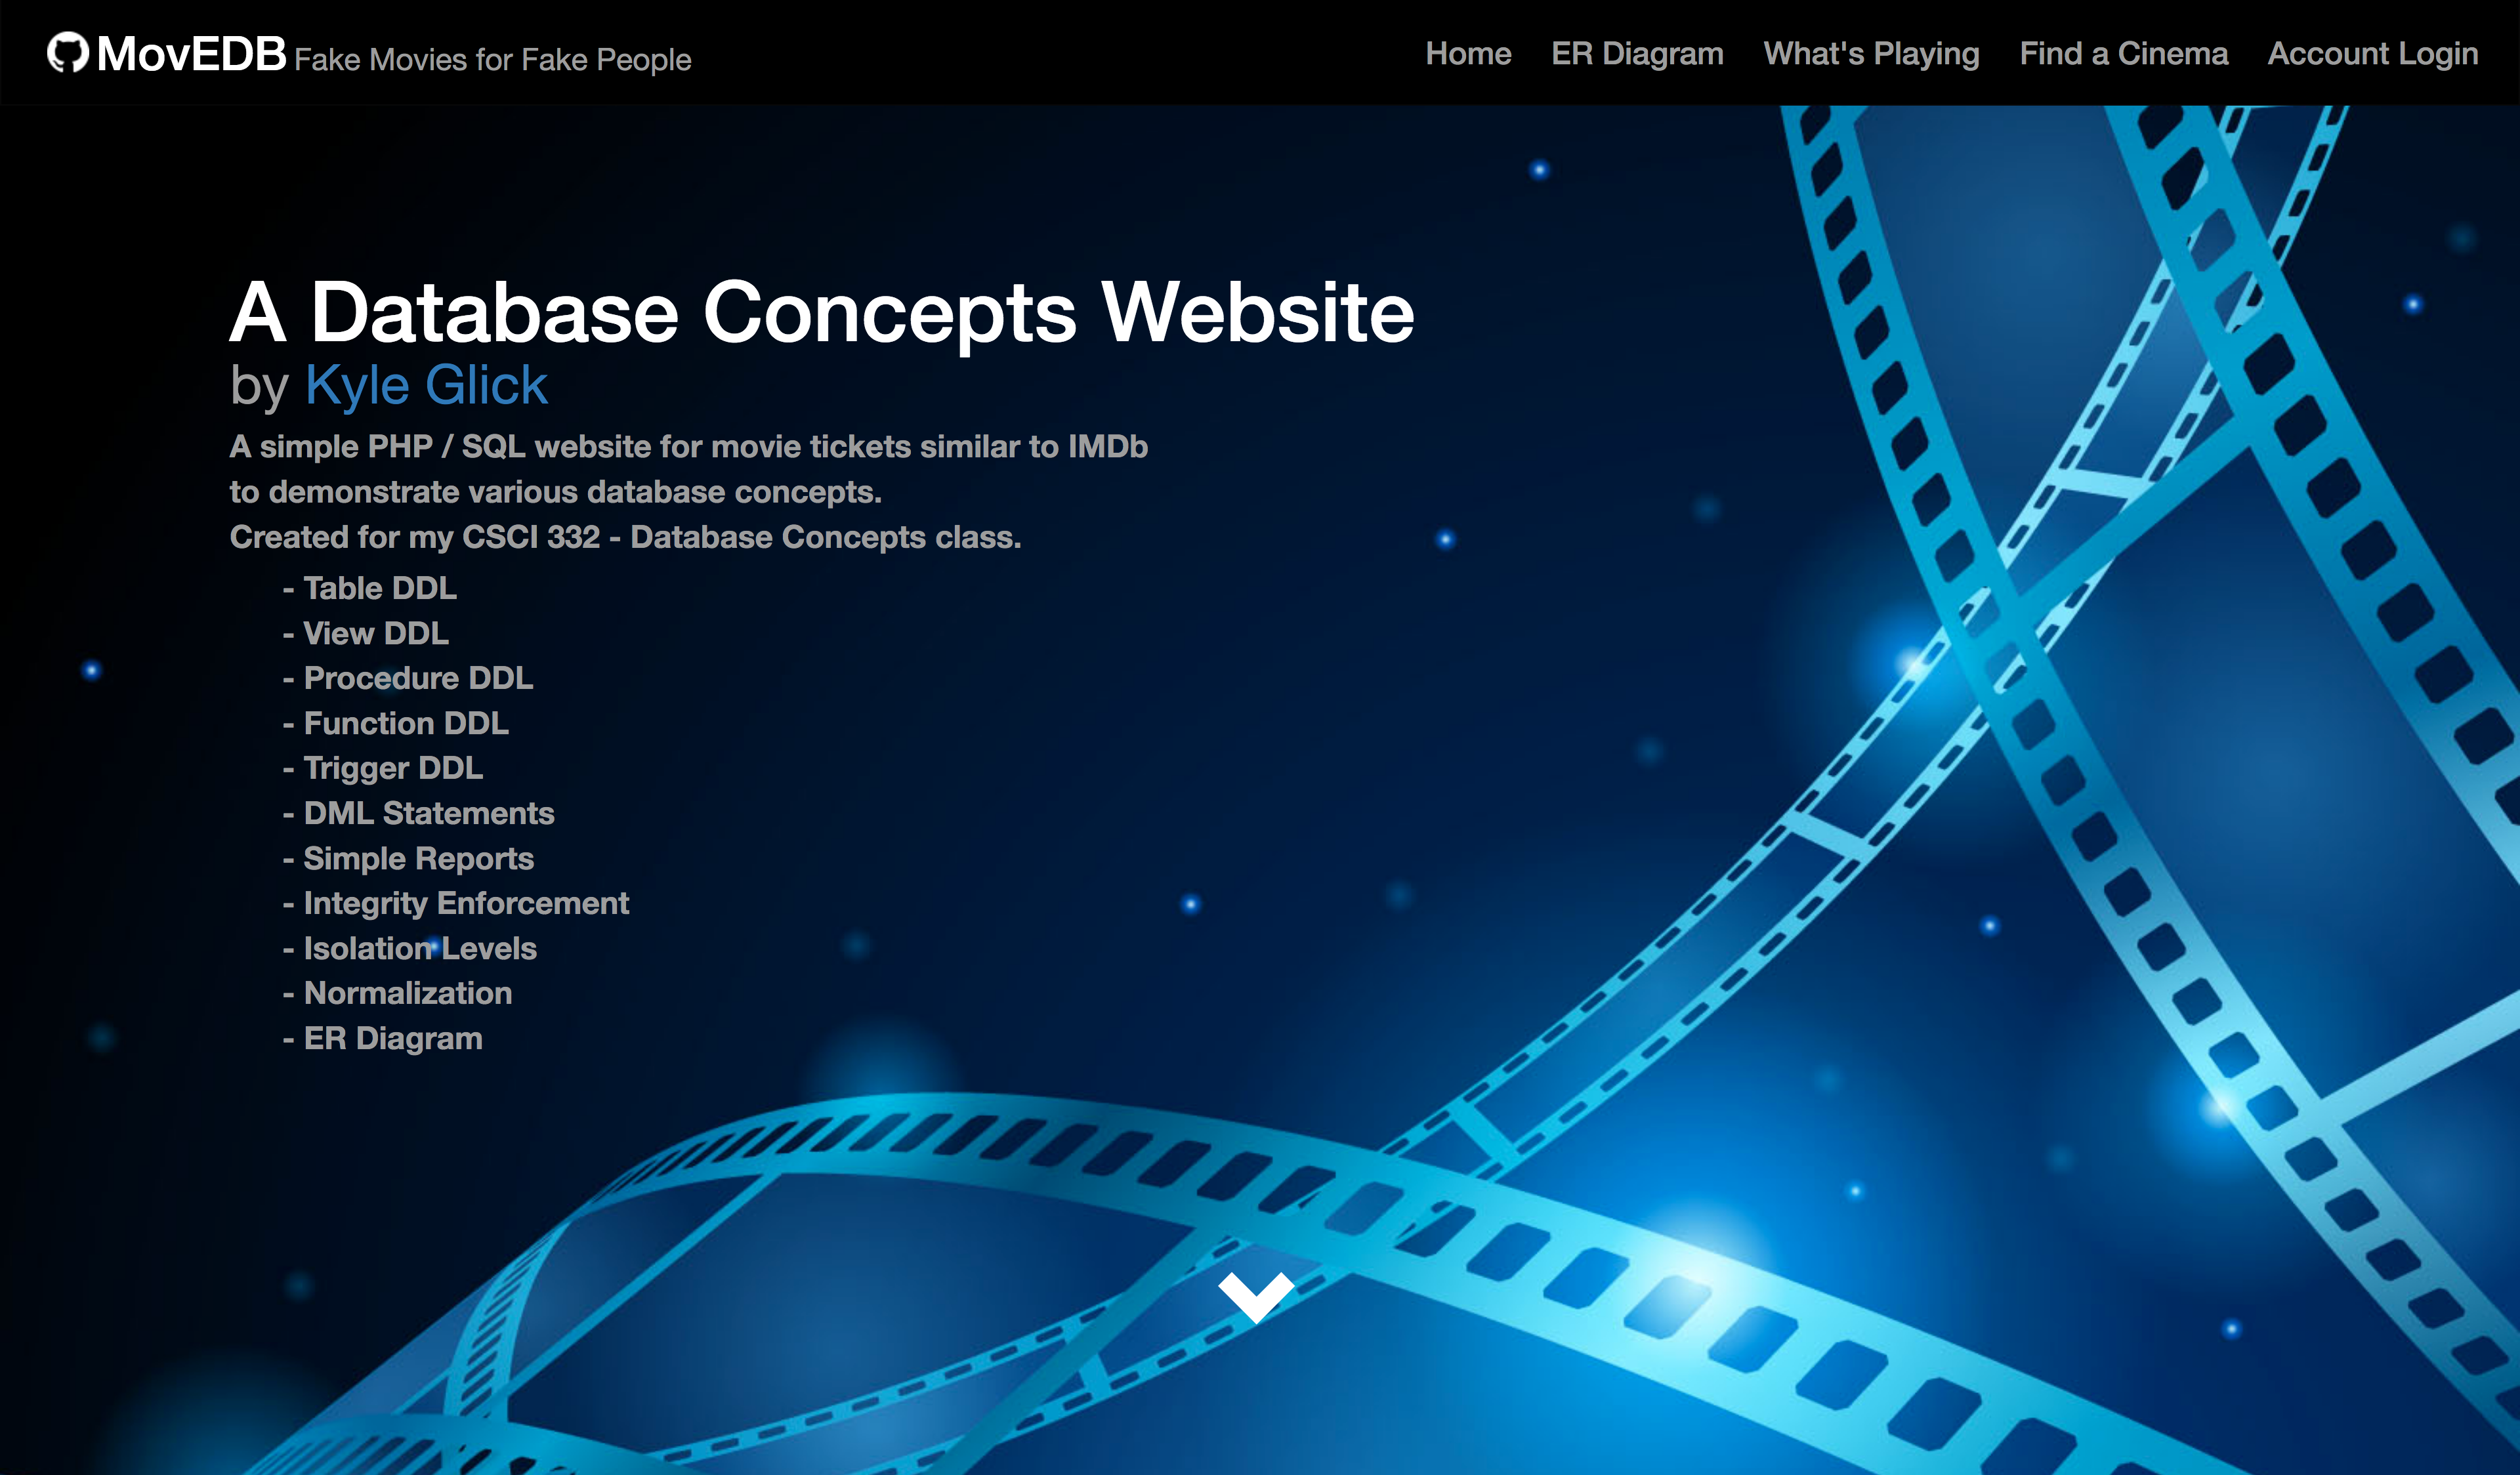 MovEDB Fake Movies for Fake People
Home ER Diagram What's Playing Find a Cinema Account Login
A Database Concepts Website
by Kyle Glick
A simple PHP / SQL website for movie tickets similar to IMDb
to demonstrate various database concepts.
Created for my CSCI 332 - Database Concepts class.
- Table DDL
- View DDL
- Procedure DDL
- Function DDL
- Trigger DDL
- DML Statements
- Simple Reports
- Integrity Enforcement
- Isolation Levels
- Normalization
- ER Diagram